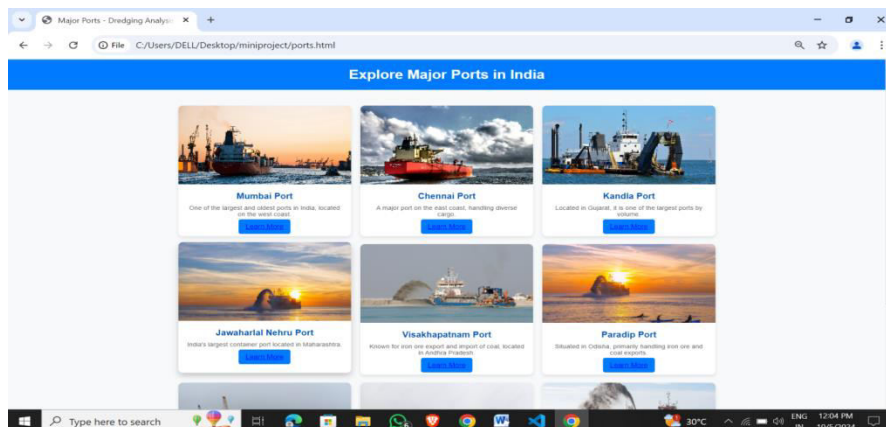 Major Ports - Dredging Analysi
File C:/Users/DELL/Desktop/miniproject/ports.html
Explore Major Ports in India
Mumbai Port
One of the largest and oldest ports in India, located
on the west coast.
Learn More
Chennai Port
A major port on the east coast, handling diverse
cargo.
Learn More
Kandla Port
Located in Gujarat, it is one of the largest ports by
volume.
Learn More
Jawaharlal Nehru Port
India's largest container port located in Maharashtra.
Learn More
Visakhapatnam Port
Known for iron ore export and import of coal, located
in Andhra Pradesh.
Learn More
Paradip Port
Situated in Odisha, primarily handling iron ore and
coal exports.
Learn More
Type here to search
30°C
ENG
IN
12:04 PM
10/5/2024